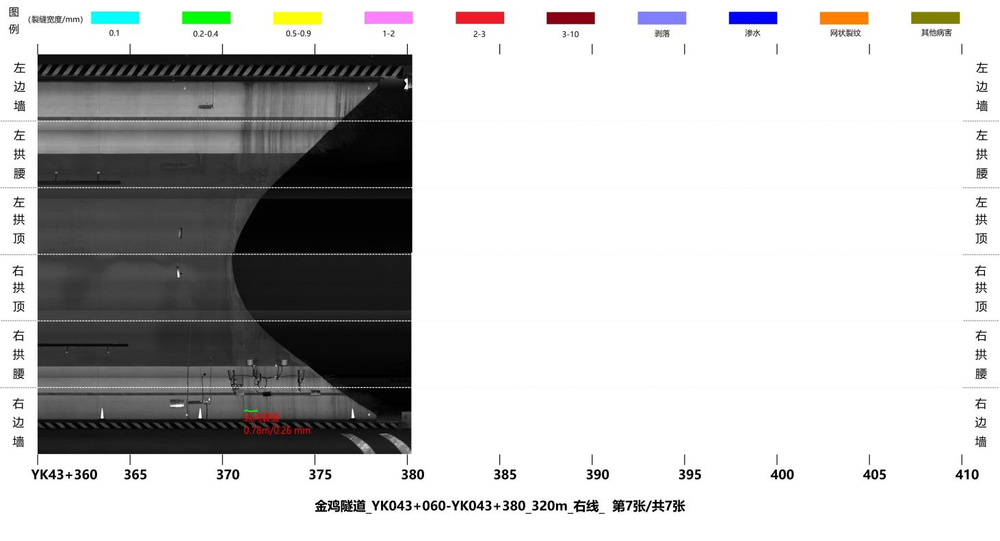 图例
(裂缝宽度/mm)
0.1
0.2-0.4
0.5-0.9
1-2
2-3
3-10
剥落
渗水
网状裂纹
其他病害
左边墙
左边墙
左拱腰
左拱腰
左拱顶
左拱顶
右拱顶
右拱顶
右拱腰
右拱腰
右边墙
右边墙
纵向裂缝
0.78m/0.26 mm
YK43+360
365
370
375
380
385
390
395
400
405
410
金鸡隧道_YK043+060-YK043+380_320m_右线_ 第7张/共7张